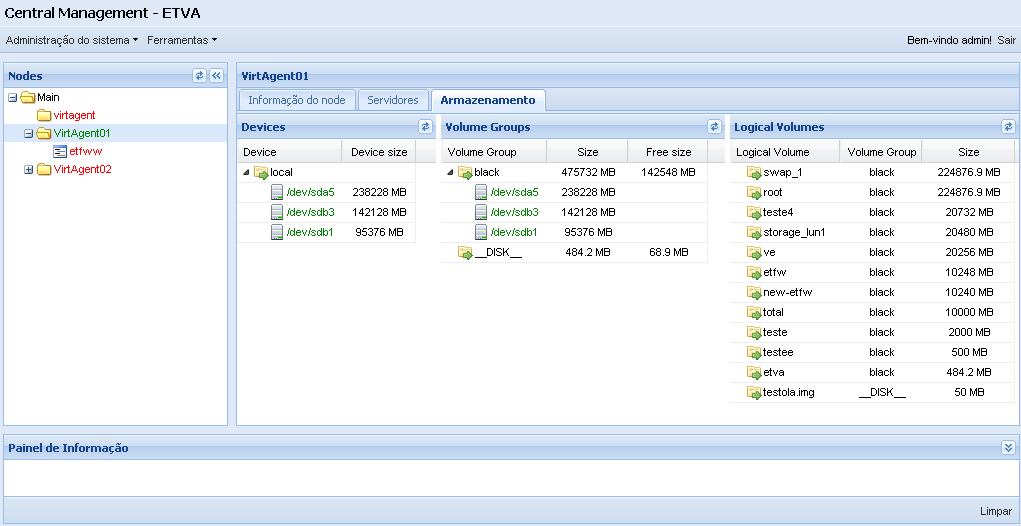 Central Management - ETVA
Administração do sistema Ferramentas Bem-vindo admin! Sair
Nodes
Main
virtagent
VirtAgent01
etfww
VirtAgent02
VirtAgent01
Informação do node Servidores Armazenamento
Devices
Device Device size
local
/dev/sda5 238228 MB
/dev/sdb3 142128 MB
/dev/sdb1 95376 MB
Volume Groups
Volume Group Size Free size
black 475732 MB 142548 MB
/dev/sda5 238228 MB
/dev/sdb3 142128 MB
/dev/sdb1 95376 MB
__DISK__ 484.2 MB 68.9 MB
Logical Volumes
Logical Volume Volume Group Size
swap_1 black 224876.9 MB
root black 224876.9 MB
teste4 black 20732 MB
storage_lun1 black 20480 MB
ve black 20256 MB
etfw black 10248 MB
new-etfw black 10240 MB
total black 10000 MB
teste black 2000 MB
testee black 500 MB
etva black 484.2 MB
testola.img __DISK__ 50 MB
Painel de Informação
Limpar